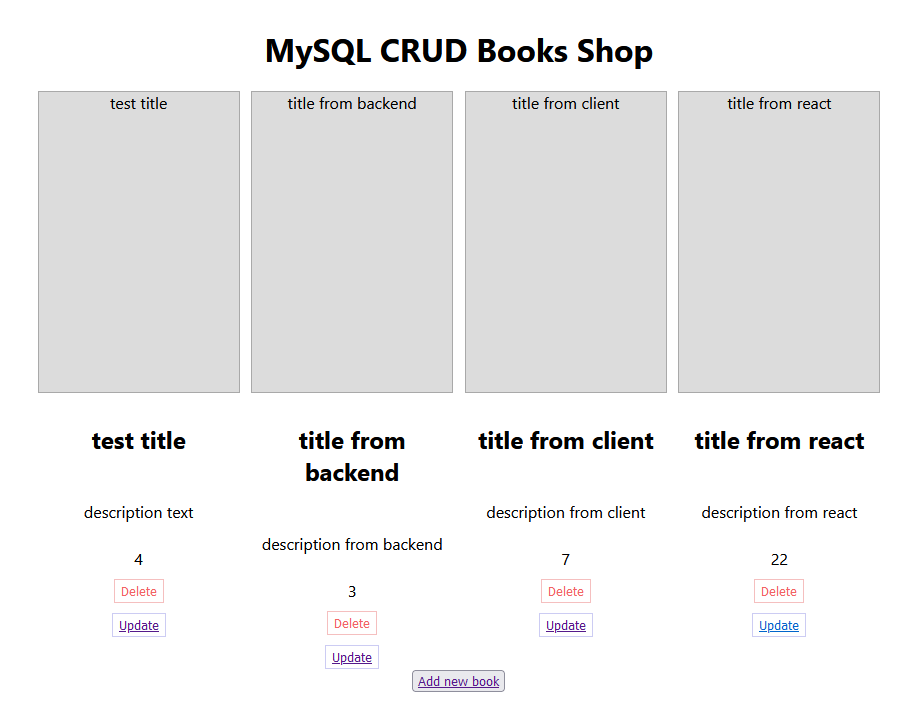 MySQL CRUD Books Shop
test title
title from backend
title from client
title from react
test title
title from
backend
title from client
title from react
description text
description from backend
description from client
description from react
4
3
7
22
Delete
Delete
Delete
Delete
Update
Update
Update
Update
Add new book